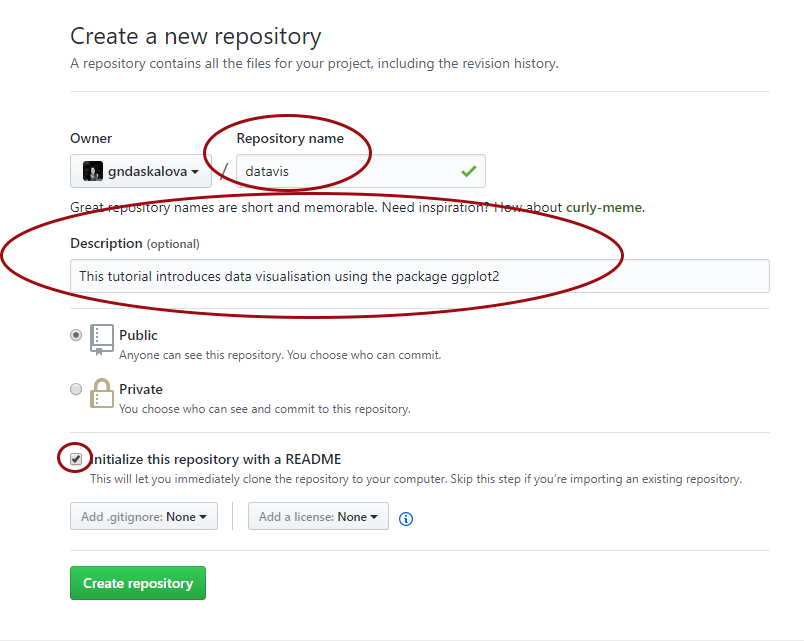 Create a new repository
A repository contains all the files for your project, including the revision history.
Owner
Repository name
gndaskalova / datavis
Great repository names are short and memorable. Need inspiration? How about curly-meme.
Description (optional)
This tutorial introduces data visualisation using the package ggplot2
Public
Anyone can see this repository. You choose who can commit.
Private
You choose who can see and commit to this repository.
Initialize this repository with a README
This will let you immediately clone the repository to your computer. Skip this step if you’re importing an existing repository.
Add .gitignore: None
Add a license: None
Create repository